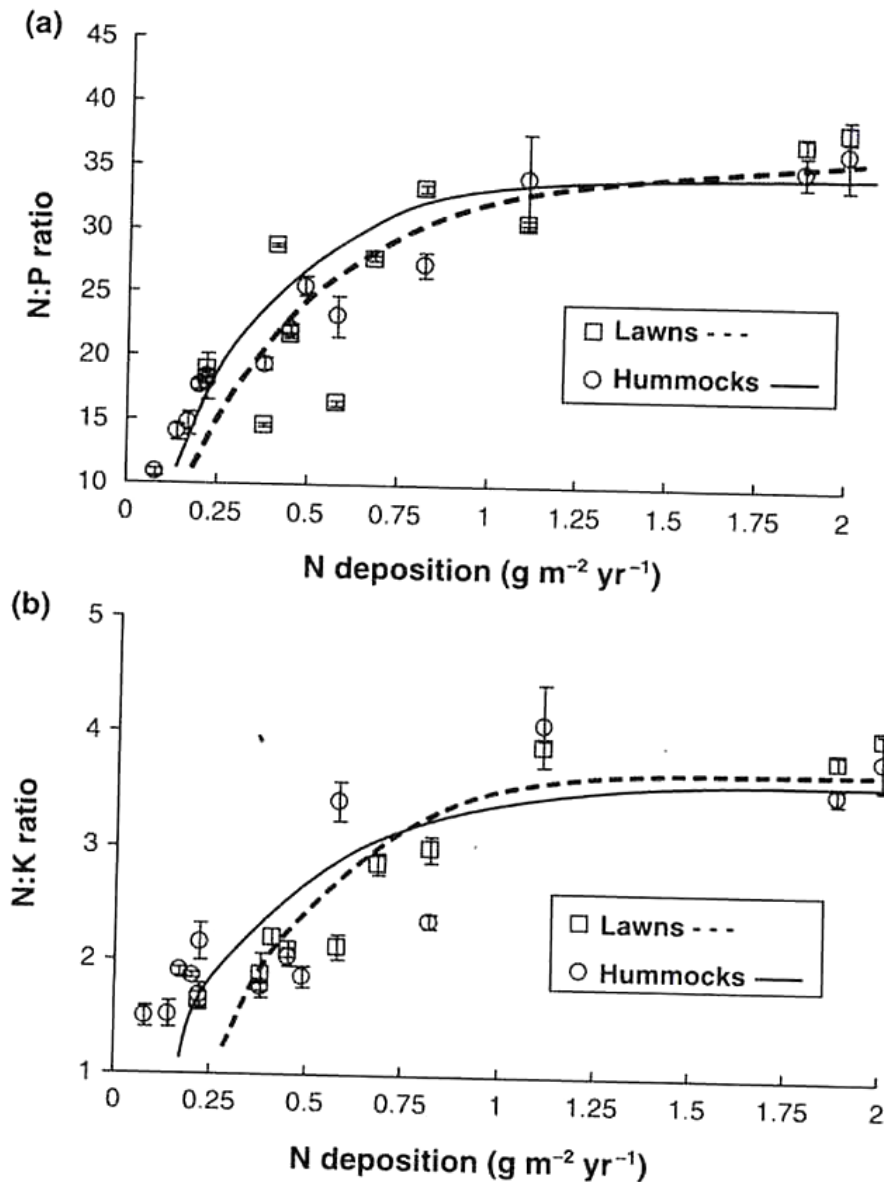 (a)
45
40
35
30
25
20
15
10
N:P ratio
Lawns ---
Hummocks —
0 0.25 0.5 0.75 1 1.25 1.5 1.75 2
N deposition (g m⁻² yr⁻¹)
(b)
5
4
3
2
1
N:K ratio
Lawns ---
Hummocks —
0 0.25 0.5 0.75 1 1.25 1.5 1.75 2
N deposition (g m⁻² yr⁻¹)